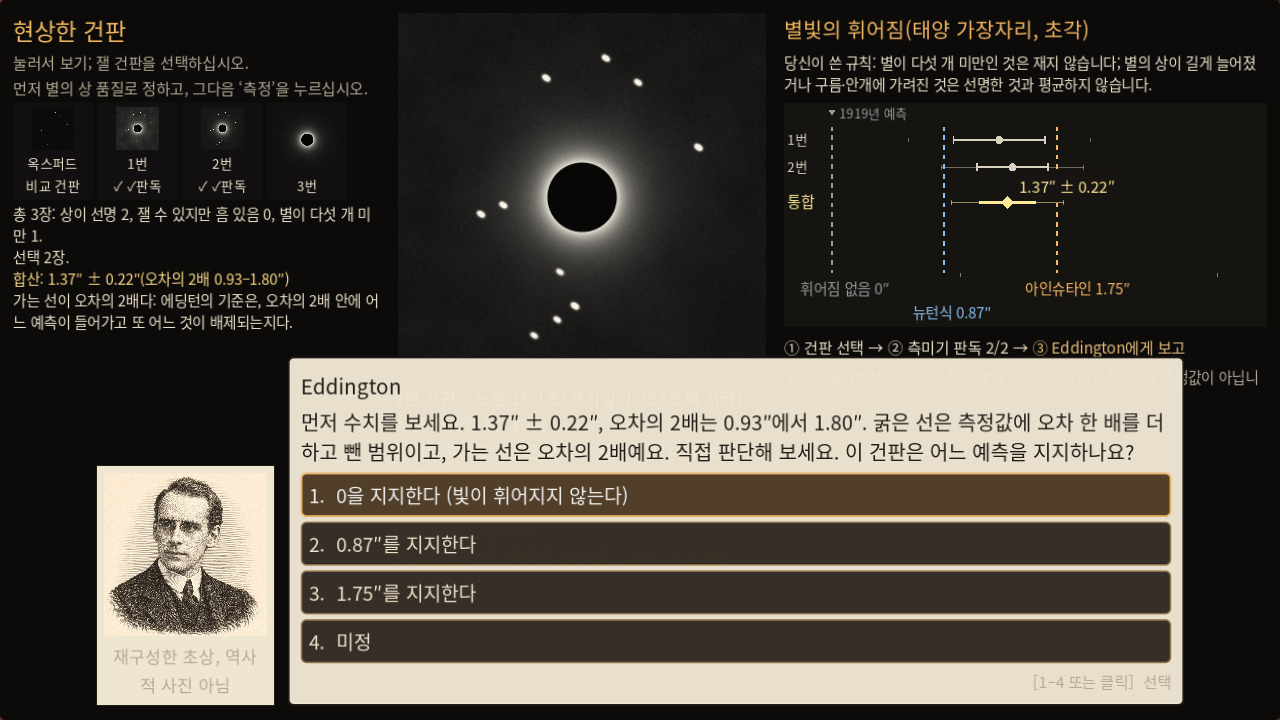 현상한 건판
눌러서 보기; 잴 건판을 선택하십시오.
먼저 별의 상 품질로 정하고, 그다음 ‘측정’을 누르십시오.
옥스퍼드
비교 건판
1번
✓ ✓판독
2번
✓ ✓판독
3번
총 3장: 상이 선명 2, 잴 수 있지만 흠 있음 0, 별이 다섯 개 미
만 1.
선택 2장.
합산: 1.37″ ± 0.22″(오차의 2배 0.93–1.80″)
가는 선이 오차의 2배다: 에딩턴의 기준은, 오차의 2배 안에 어
느 예측이 들어가고 또 어느 것이 배제되는지다.
별빛의 휘어짐(태양 가장자리, 초각)
당신이 쓴 규칙: 별이 다섯 개 미만인 것은 재지 않습니다; 별의 상이 길게 늘어졌
거나 구름·안개에 가려진 것은 선명한 것과 평균하지 않습니다.
1919년 예측
1번
2번
1.37″ ± 0.22″
통합
휘어짐 없음 0″
아인슈타인 1.75″
뉴턴식 0.87″
① 건판 선택 → ② 측미기 판독 2/2 → ③ Eddington에게 보고
정값이 아닙니
Eddington
먼저 수치를 보세요. 1.37″ ± 0.22″, 오차의 2배는 0.93″에서 1.80″. 굵은 선은 측정값에 오차 한 배를 더
하고 뺀 범위이고, 가는 선은 오차의 2배예요. 직접 판단해 보세요. 이 건판은 어느 예측을 지지하나요?
1. 0을 지지한다 (빛이 휘어지지 않는다)
2. 0.87″를 지지한다
3. 1.75″를 지지한다
4. 미정
[1–4 또는 클릭] 선택
재구성한 초상, 역사
적 사진 아님